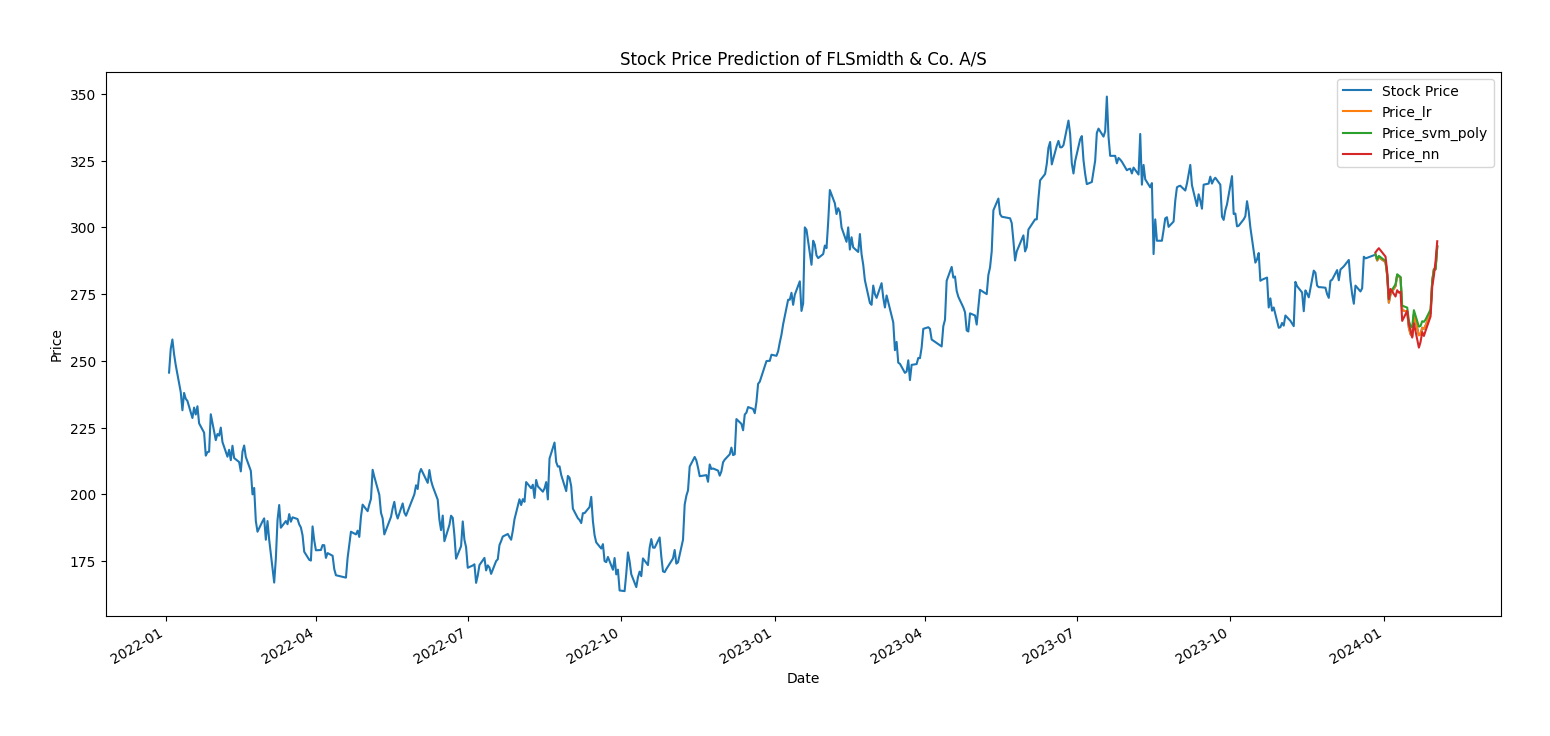 Stock Price Prediction of FLSmidth & Co. A/S
Stock Price
Price_lr
Price_svm_poly
Price_nn
350
325
300
275
250
225
200
175
Price
2022-01
2022-04
2022-07
2022-10
2023-01
2023-04
2023-07
2023-10
2024-01
Date